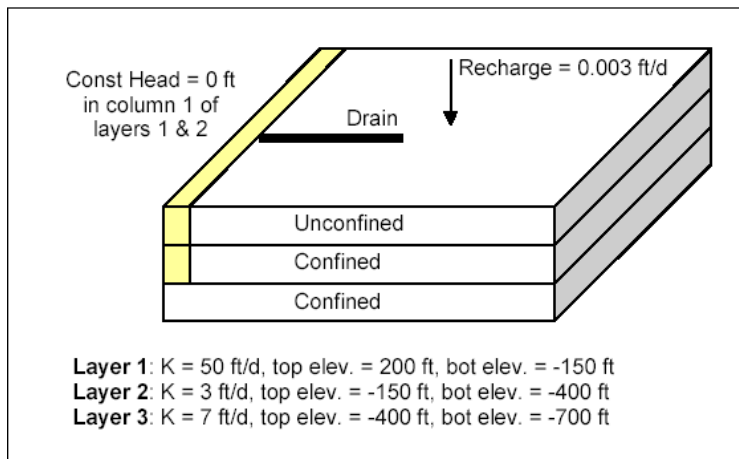 Const Head = 0 ft
in column 1 of
layers 1 & 2
Recharge = 0.003 ft/d
Drain
Unconfined
Confined
Confined
Layer 1: K = 50 ft/d, top elev. = 200 ft, bot elev. = -150 ft
Layer 2: K = 3 ft/d, top elev. = -150 ft, bot elev. = -400 ft
Layer 3: K = 7 ft/d, top elev. = -400 ft, bot elev. = -700 ft